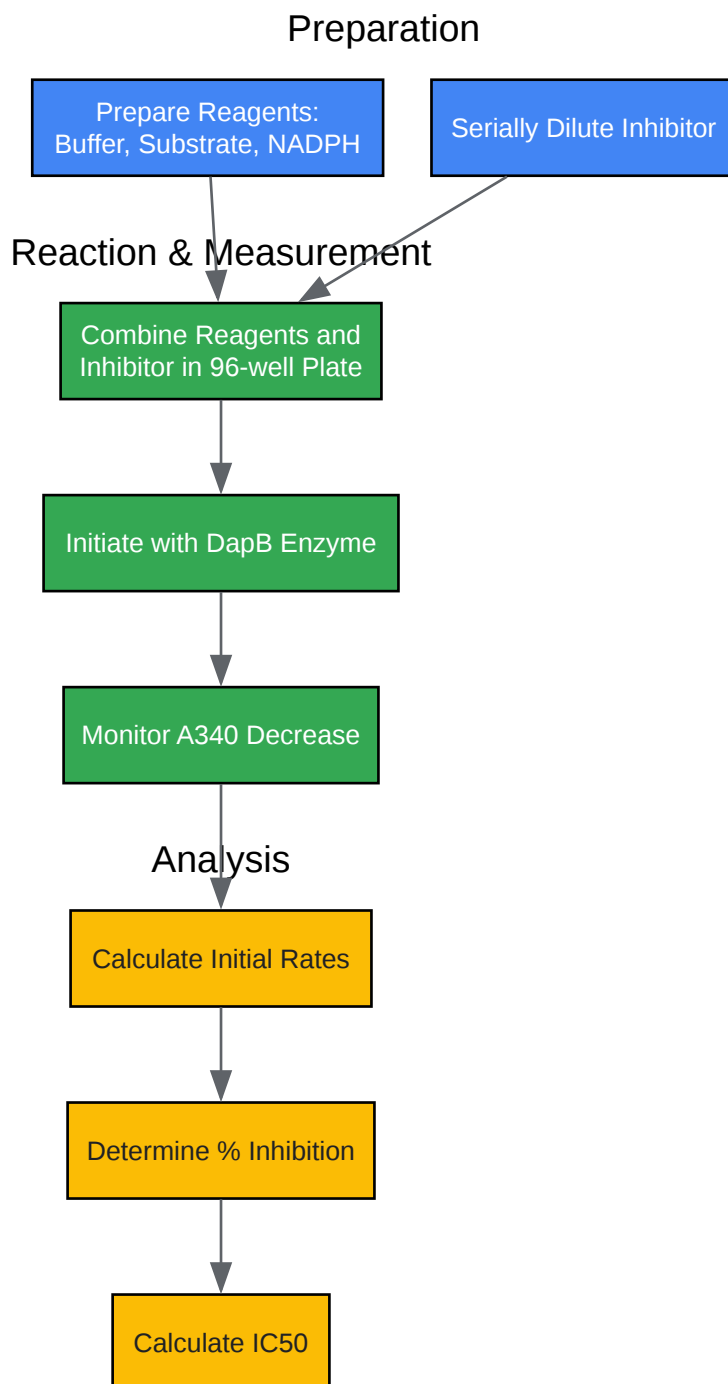 Preparation
Prepare Reagents:
Buffer, Substrate, NADPH
Serially Dilute Inhibitor
Reaction & Measurement
Combine Reagents and
Inhibitor in 96-well Plate
Initiate with DapB Enzyme
Monitor A340 Decrease
Analysis
Calculate Initial Rates
Determine % Inhibition
Calculate IC50